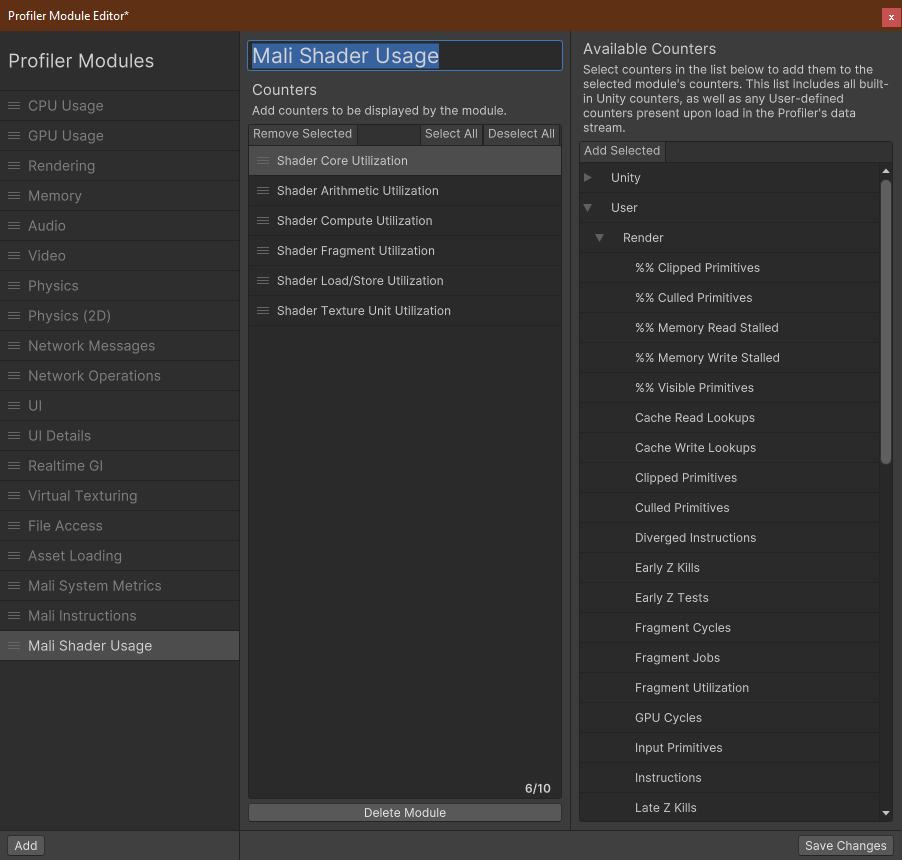 Profiler Module Editor*
x
Profiler Modules
CPU Usage
GPU Usage
Rendering
Memory
Audio
Video
Physics
Physics (2D)
Network Messages
Network Operations
UI
UI Details
Realtime GI
Virtual Texturing
File Access
Asset Loading
Mali System Metrics
Mali Instructions
Mali Shader Usage
Add
Mali Shader Usage
Counters
Add counters to be displayed by the module.
Remove Selected
Select All
Deselect All
Shader Core Utilization
Shader Arithmetic Utilization
Shader Compute Utilization
Shader Fragment Utilization
Shader Load/Store Utilization
Shader Texture Unit Utilization
6/10
Delete Module
Available Counters
Select counters in the list below to add them to the
selected module's counters. This list includes all built-
in Unity counters, as well as any User-defined
counters present upon load in the Profiler's data
stream.
Add Selected
Unity
User
Render
%% Clipped Primitives
%% Culled Primitives
%% Memory Read Stalled
%% Memory Write Stalled
%% Visible Primitives
Cache Read Lookups
Cache Write Lookups
Clipped Primitives
Culled Primitives
Diverged Instructions
Early Z Kills
Early Z Tests
Fragment Cycles
Fragment Jobs
Fragment Utilization
GPU Cycles
Input Primitives
Instructions
Late Z Kills
Save Changes